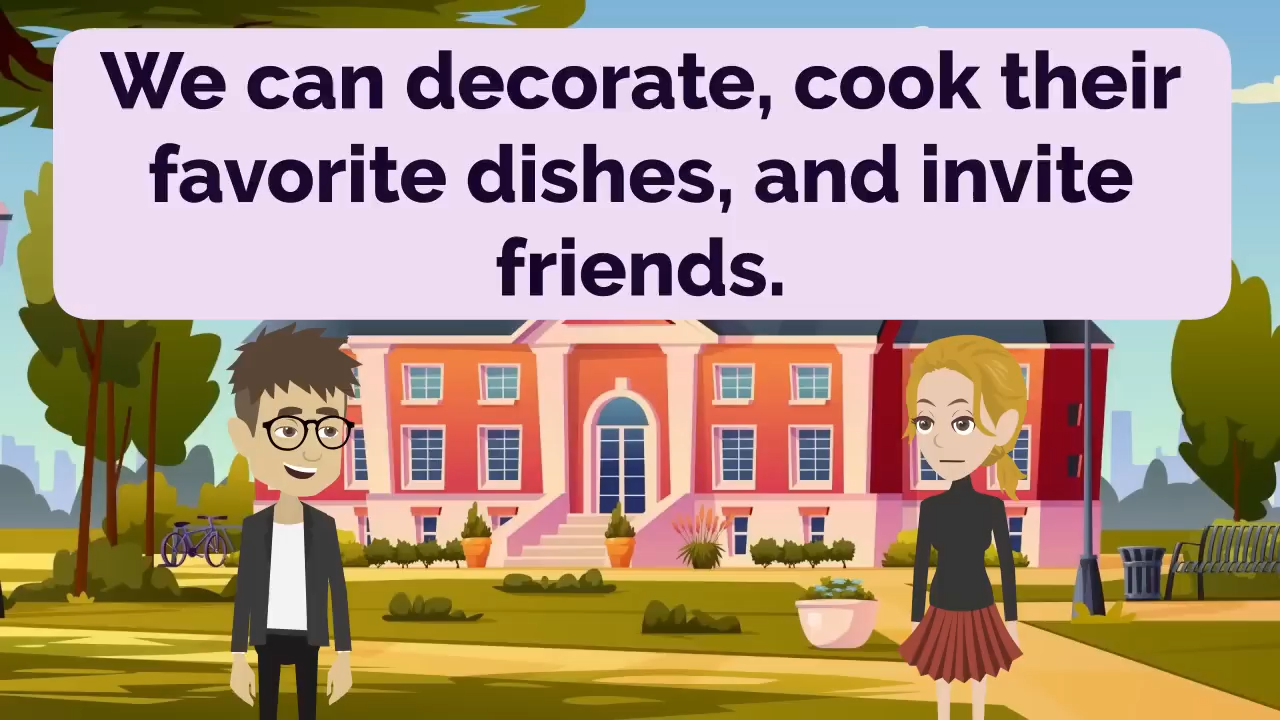 We can decorate, cook their
favorite dishes, and invite
friends.